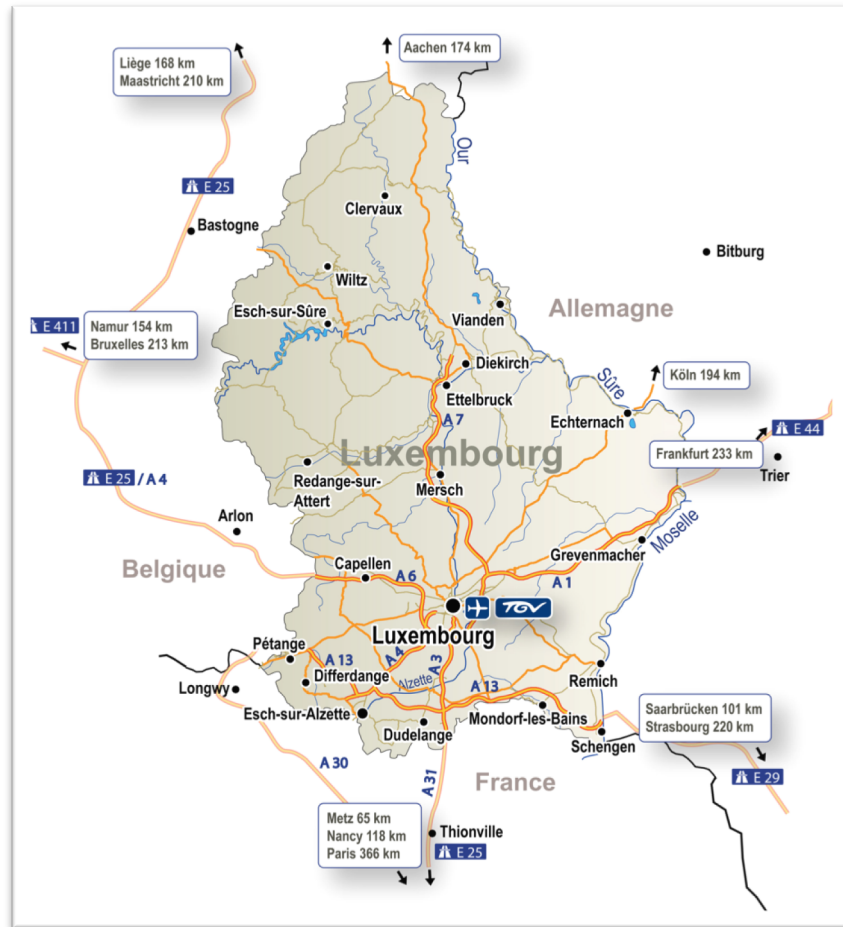 Liège 168 km
Maastricht 210 km
Aachen 174 km
Our
E 25
Clervaux
Bastogne
Bitburg
Wiltz
Esch-sur-Sûre
Vianden
Allemagne
E 411
Namur 154 km
Bruxelles 213 km
Diekirch
Sûre
Köln 194 km
Ettelbruck
Echternach
A 7
E 44
Luxembourg
Frankfurt 233 km
E 25 / A 4
Redange-sur-
Attert
Mersch
Trier
Arlon
Moselle
Grevenmacher
Belgique
Capellen
A 6
A 1
TGV
Luxembourg
Pétange
A 4
A 3
A 13
Differdange
Alzette
Remich
Longwy
A 13
Esch-sur-Alzette
Mondorf-les-Bains
Saarbrücken 101 km
Strasbourg 220 km
Dudelange
Schengen
A 30
A 31
France
E 29
Metz 65 km
Nancy 118 km
Paris 366 km
Thionville
E 25